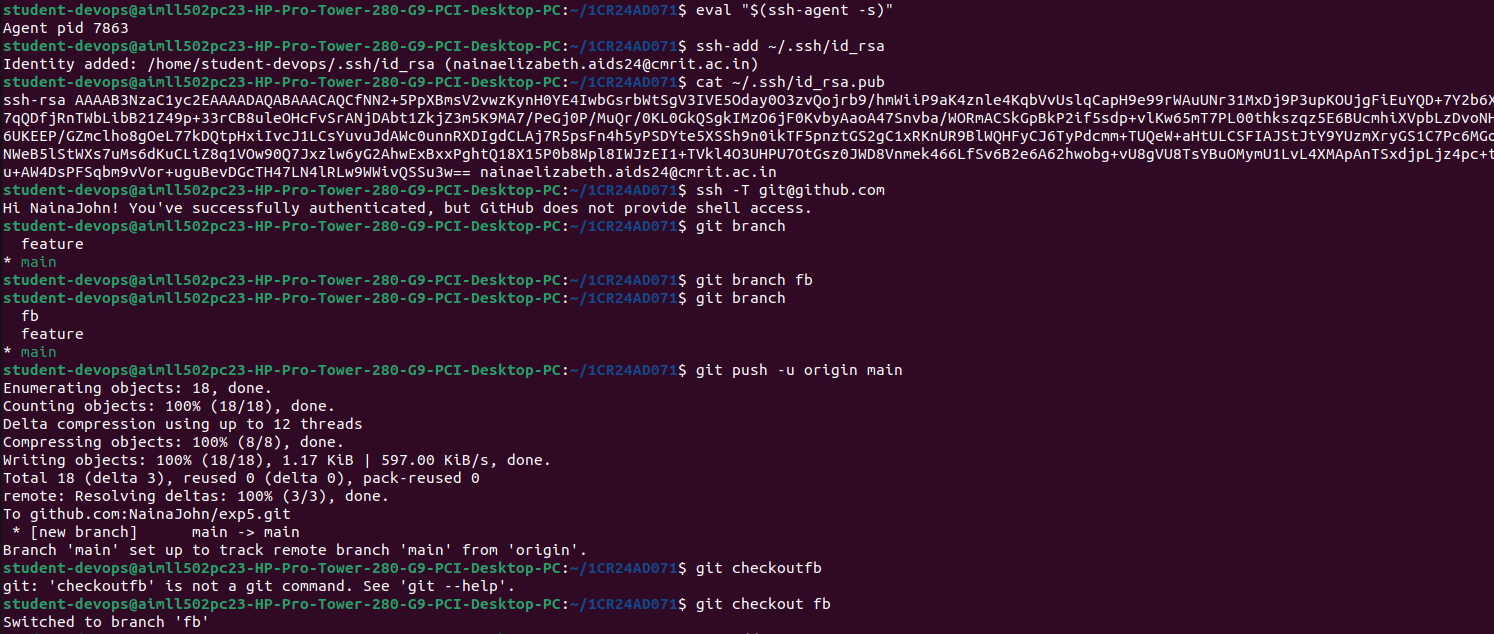 student-devops@aimll502pc23-HP-Pro-Tower-280-G9-PCI-Desktop-PC:~/1CR24AD071$ eval "$(ssh-agent -s)"
Agent pid 7863
student-devops@aimll502pc23-HP-Pro-Tower-280-G9-PCI-Desktop-PC:~/1CR24AD071$ ssh-add ~/.ssh/id_rsa
Identity added: /home/student-devops/.ssh/id_rsa (nainaelizabeth.aids24@cmrit.ac.in)
student-devops@aimll502pc23-HP-Pro-Tower-280-G9-PCI-Desktop-PC:~/1CR24AD071$ cat ~/.ssh/id_rsa.pub
ssh-rsa AAAAB3NzaC1yc2EAAAADAQABAAACAQCfNN2+5PpXBmsV2vwzKynH0YE4IwbGsrbWtSgV3IVE5Oday0O3zvQojrb9/hmWiiP9aK4znle4KqbVvUslqCapH9e99rWAuUNr31MxDj9P3upKOUjgFiEuYQD+7Y2b6X
7qQDfjRnTWbLibB21Z49p+33rCB8uleOHcFvSrANjDAbt1ZkjZ3m5K9MA7/PeGj0P/MuQr/0KL0GkQSgkIMzO6jF0KvbyAaoA47Snvba/WORmACSkGpBkP2if5sdp+vlKw65mT7PL00thkszqz5E6BUcmhiXVpbLzDvoNH
6UKEEP/GZmclho8gOeL77kDQtpHxiIvcJ1LCsYuvuJdAWc0unnRXDIgdCLAj7R5psFn4h5yPSDYte5XSSh9n0ikTF5pnztGS2gC1xRKnUR9BlWQHFyCJ6TyPdcmm+TUQeW+aHtULCSFIAJStJtY9YUzmXryGS1C7Pc6MGo
NWeB5lStWXs7uMs6dKuCLiZ8q1VOw90Q7Jxzlw6yG2AhwExBxxPghtQ18X15P0b8Wpl8IWJzEI1+TVkl4O3UHPU7OtGsz0JWD8Vnmek466LfSv6B2e6A62hwobg+vU8gVU8TsYBuOMymU1LvL4XMApAnTSxdjpLjz4pc+t
u+AW4DsPFSqbm9vVor+uguBevDGcTH47LN4lRLw9WWivQSSu3w== nainaelizabeth.aids24@cmrit.ac.in
student-devops@aimll502pc23-HP-Pro-Tower-280-G9-PCI-Desktop-PC:~/1CR24AD071$ ssh -T git@github.com
Hi NainaJohn! You've successfully authenticated, but GitHub does not provide shell access.
student-devops@aimll502pc23-HP-Pro-Tower-280-G9-PCI-Desktop-PC:~/1CR24AD071$ git branch
  feature
* main
student-devops@aimll502pc23-HP-Pro-Tower-280-G9-PCI-Desktop-PC:~/1CR24AD071$ git branch fb
student-devops@aimll502pc23-HP-Pro-Tower-280-G9-PCI-Desktop-PC:~/1CR24AD071$ git branch
  fb
  feature
* main
student-devops@aimll502pc23-HP-Pro-Tower-280-G9-PCI-Desktop-PC:~/1CR24AD071$ git push -u origin main
Enumerating objects: 18, done.
Counting objects: 100% (18/18), done.
Delta compression using up to 12 threads
Compressing objects: 100% (8/8), done.
Writing objects: 100% (18/18), 1.17 KiB | 597.00 KiB/s, done.
Total 18 (delta 3), reused 0 (delta 0), pack-reused 0
remote: Resolving deltas: 100% (3/3), done.
To github.com:NainaJohn/exp5.git
 * [new branch]      main -> main
Branch 'main' set up to track remote branch 'main' from 'origin'.
student-devops@aimll502pc23-HP-Pro-Tower-280-G9-PCI-Desktop-PC:~/1CR24AD071$ git checkoutfb
git: 'checkoutfb' is not a git command. See 'git --help'.
student-devops@aimll502pc23-HP-Pro-Tower-280-G9-PCI-Desktop-PC:~/1CR24AD071$ git checkout fb
Switched to branch 'fb'